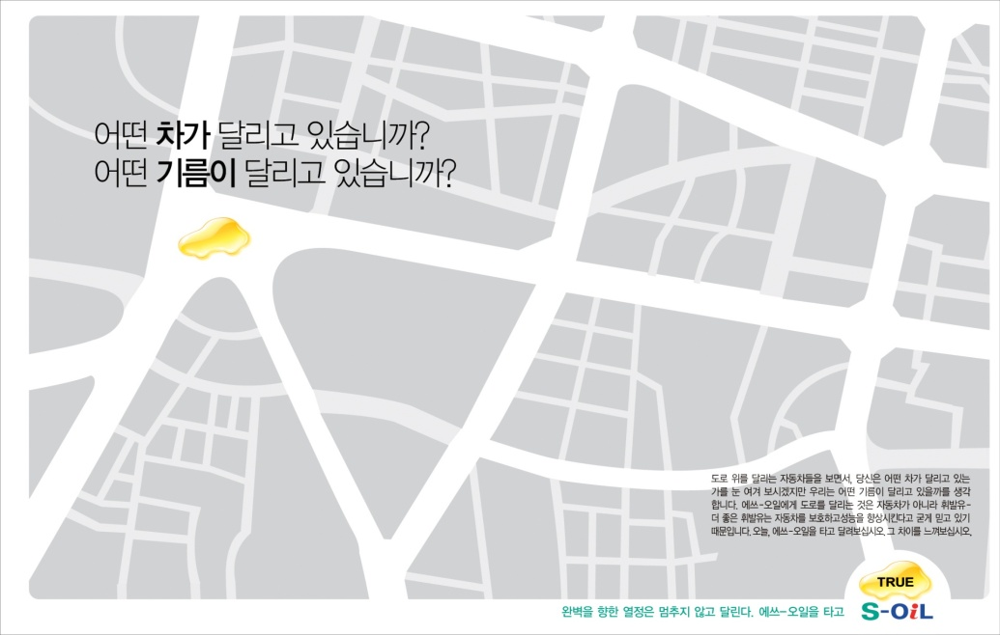 어떤 차가 달리고 있습니까?
어떤 기름이 달리고 있습니까?
도로 위를 달리는 자동차들을 보면서, 당신은 어떤 차가 달리고 있는
가를 눈 여겨 보시겠지만 우리는 어떤 기름이 달리고 있을까를 생각
합니다. 에쓰-오일에게 도로를 달리는 것은 자동차가 아니라 휘발유-
더 좋은 휘발유는 자동차를 보호하고성능을 향상시킨다고 굳게 믿고 있기
때문입니다. 오늘, 에쓰-오일을 타고 달려보십시오. 그 차이를 느껴보십시오.
TRUE
완벽을 향한 열정은 멈추지 않고 달린다. 에쓰-오일을 타고 S-OiL